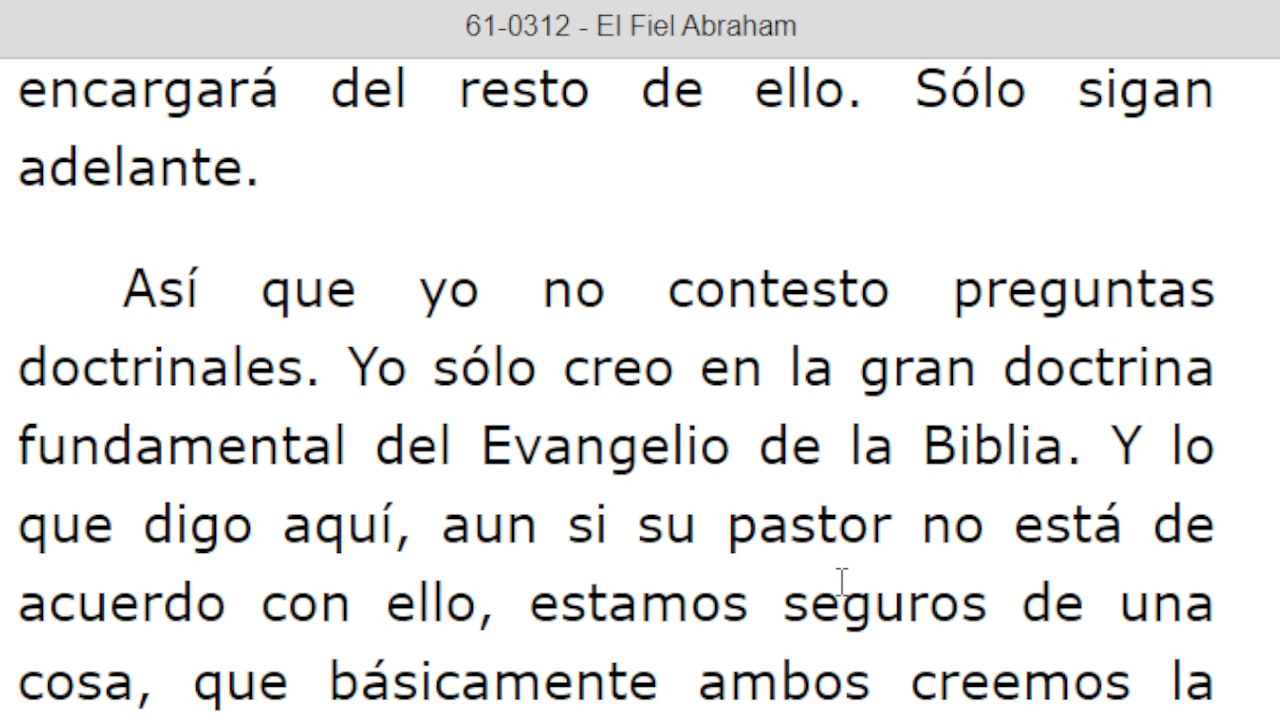 61-0312 - El Fiel Abraham
encargará del resto de ello. Sólo sigan
adelante.
Así que yo no contesto preguntas
doctrinales. Yo sólo creo en la gran doctrina
fundamental del Evangelio de la Biblia. Y lo
que digo aquí, aun si su pastor no está de
acuerdo con ello, estamos seguros de una
cosa, que básicamente ambos creemos la